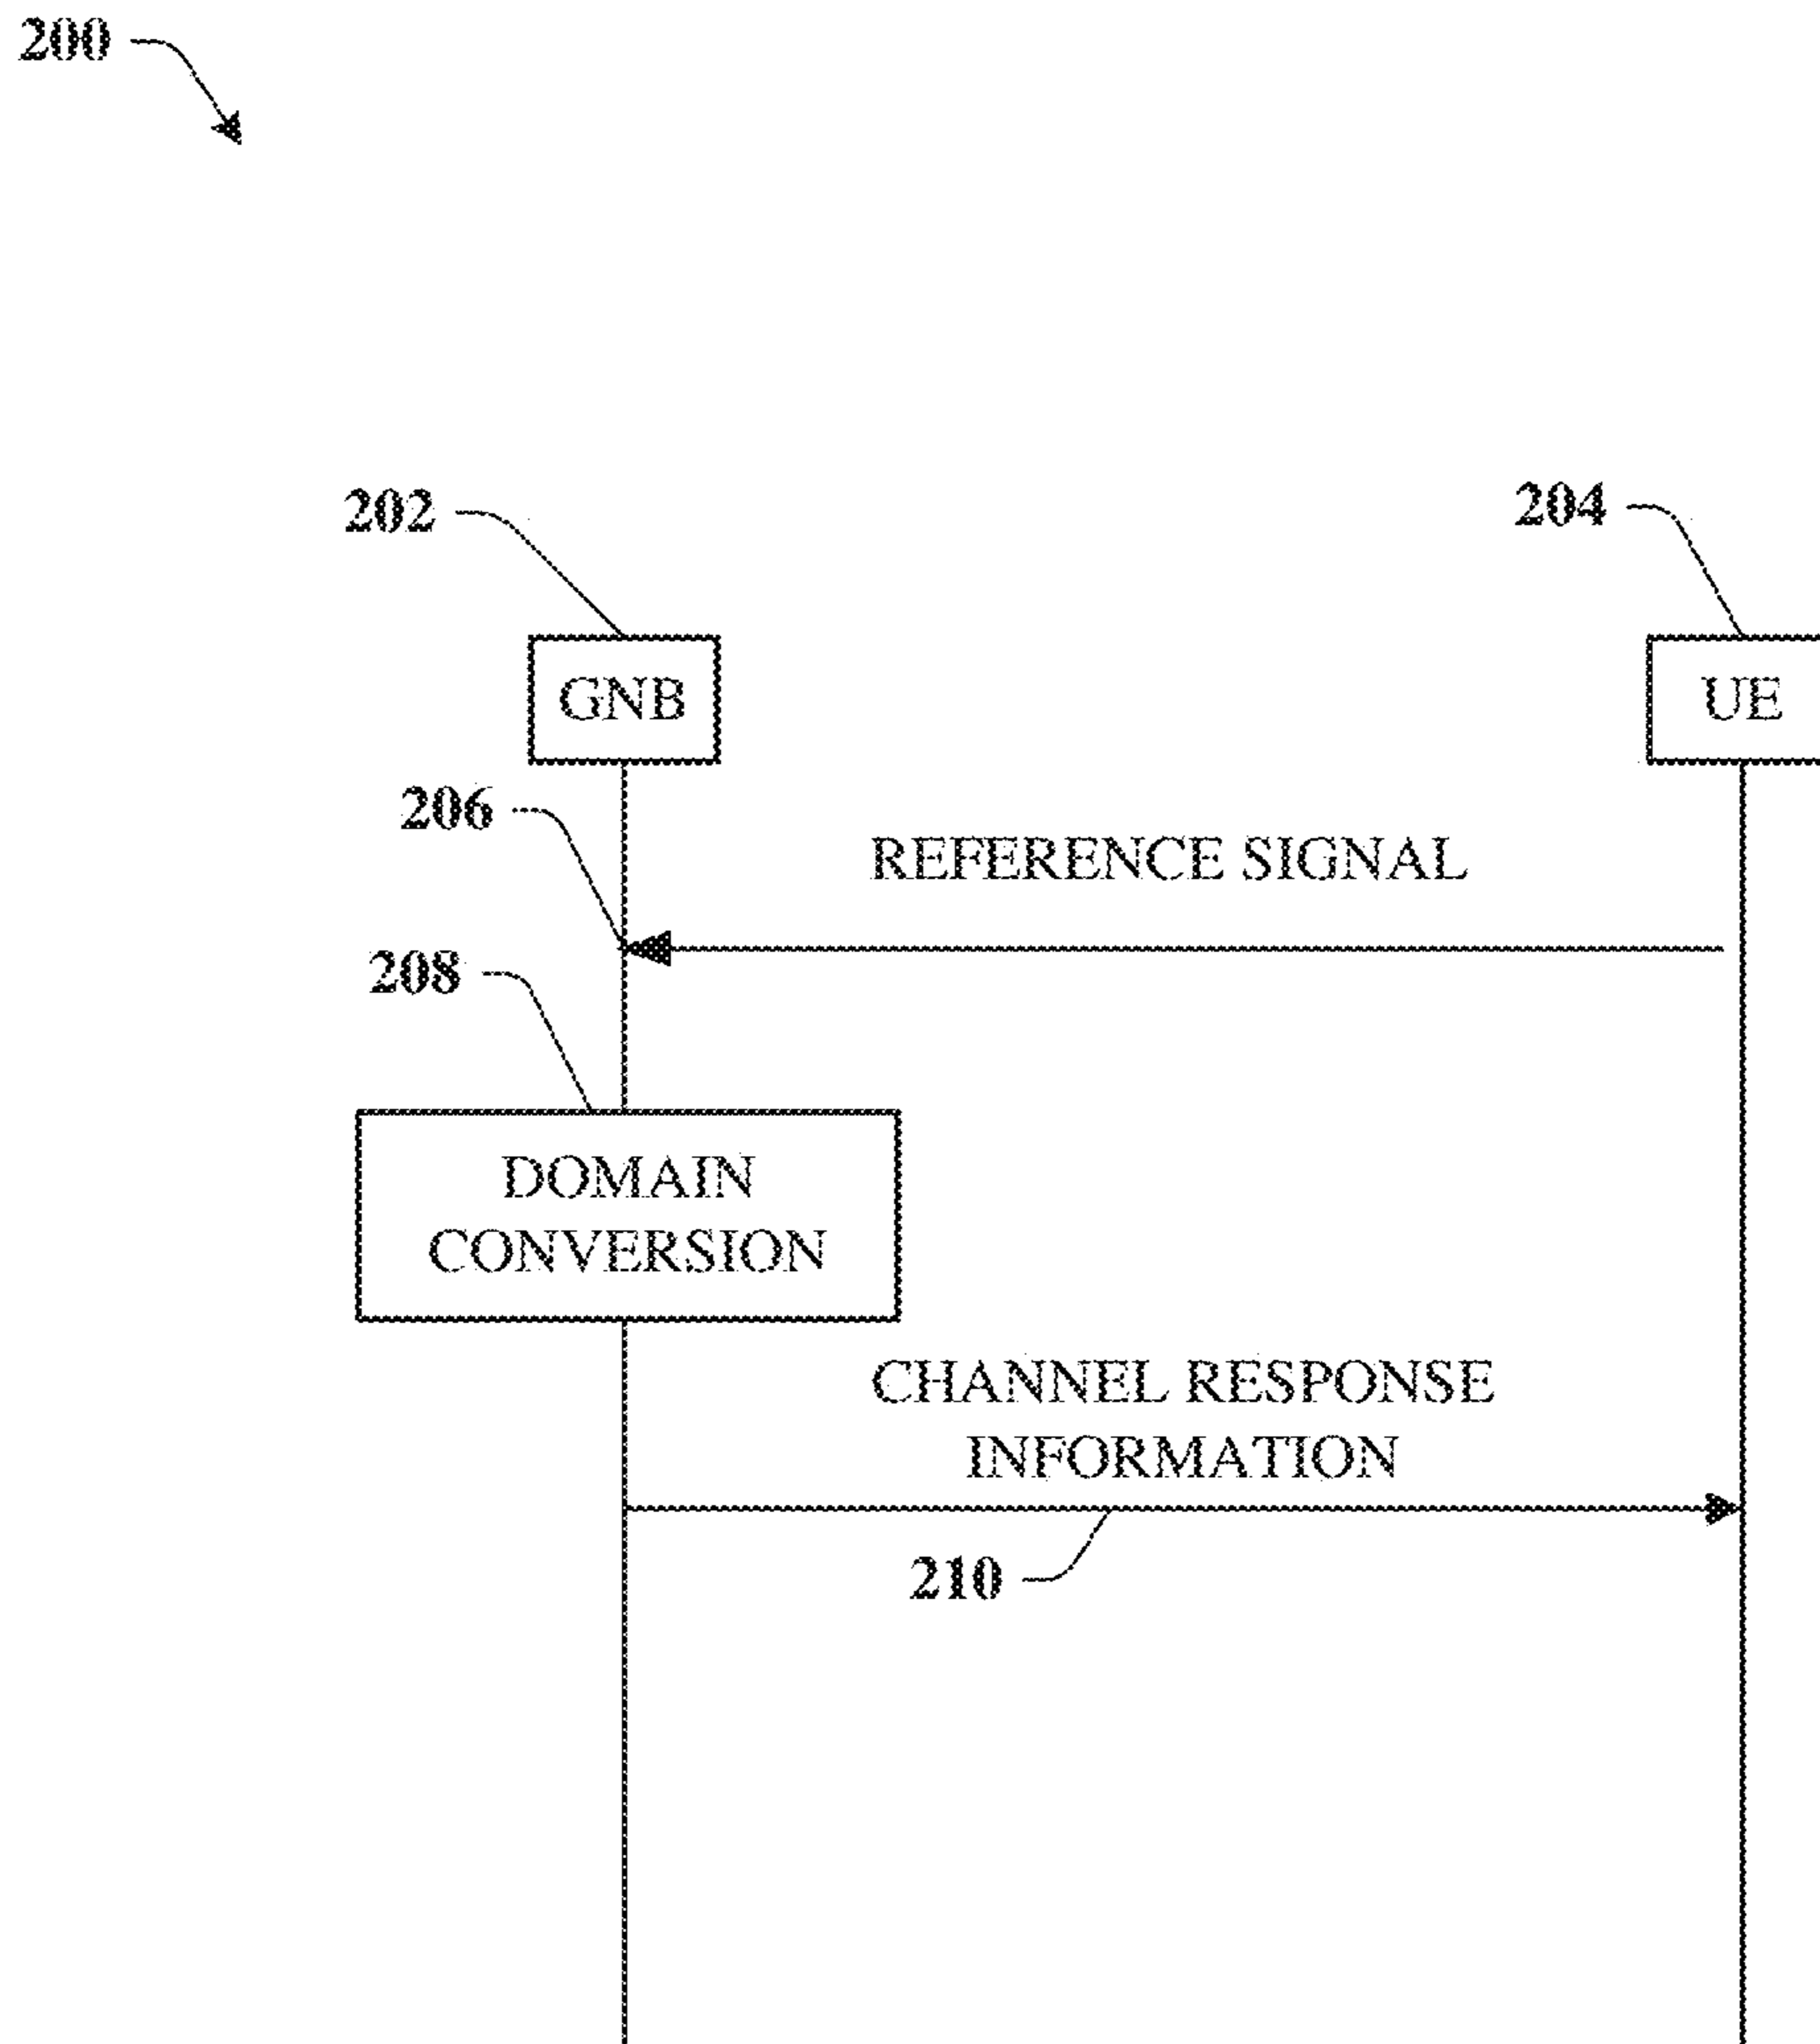 200
202
204
GNB
UE
206
REFERENCE SIGNAL
208
DOMAIN
CONVERSION
CHANNEL RESPONSE
INFORMATION
210